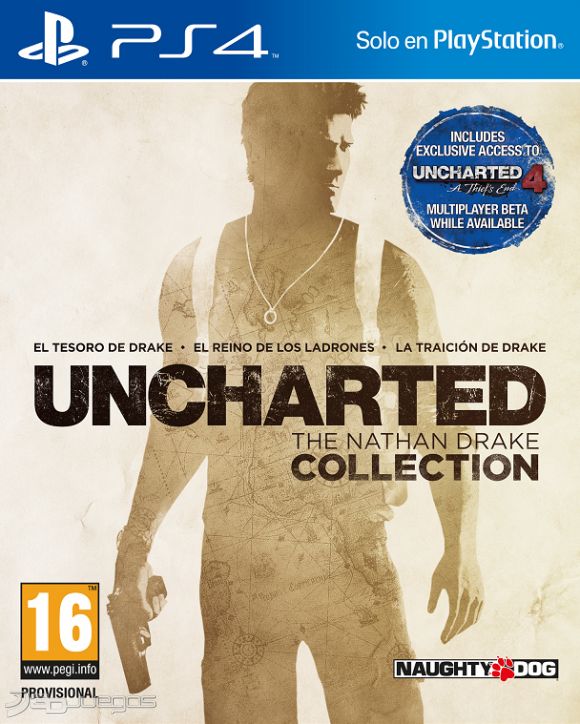 PS4™
Solo en PlayStation®
INCLUDES
EXCLUSIVE ACCESS TO
UNCHARTED 4
A Thief's End
MULTIPLAYER BETA
WHILE AVAILABLE
EL TESORO DE DRAKE • EL REINO DE LOS LADRONES • LA TRAICIÓN DE DRAKE
UNCHARTED
THE NATHAN DRAKE
COLLECTION
16
www.pegi.info
PROVISIONAL
NAUGHTY DOG
3DJuegos